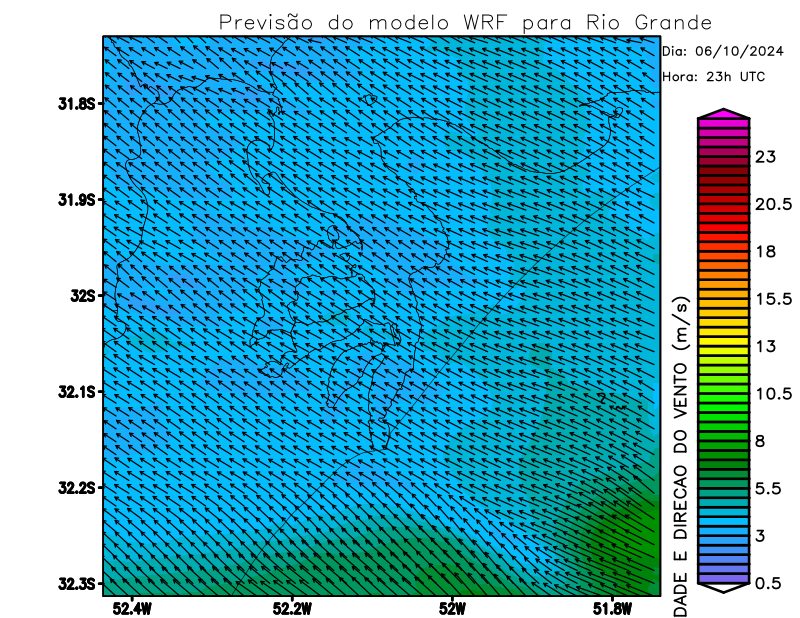 Previsão do modelo WRF para Rio Grande
Dia: 06/10/2024
Hora: 23h UTC
31.8S
31.9S
32S
32.1S
32.2S
32.3S
52.4W
52.2W
52W
51.8W
23
20.5
18
15.5
13
10.5
8
5.5
3
0.5
DADE E DIRECAO DO VENTO (m/s)